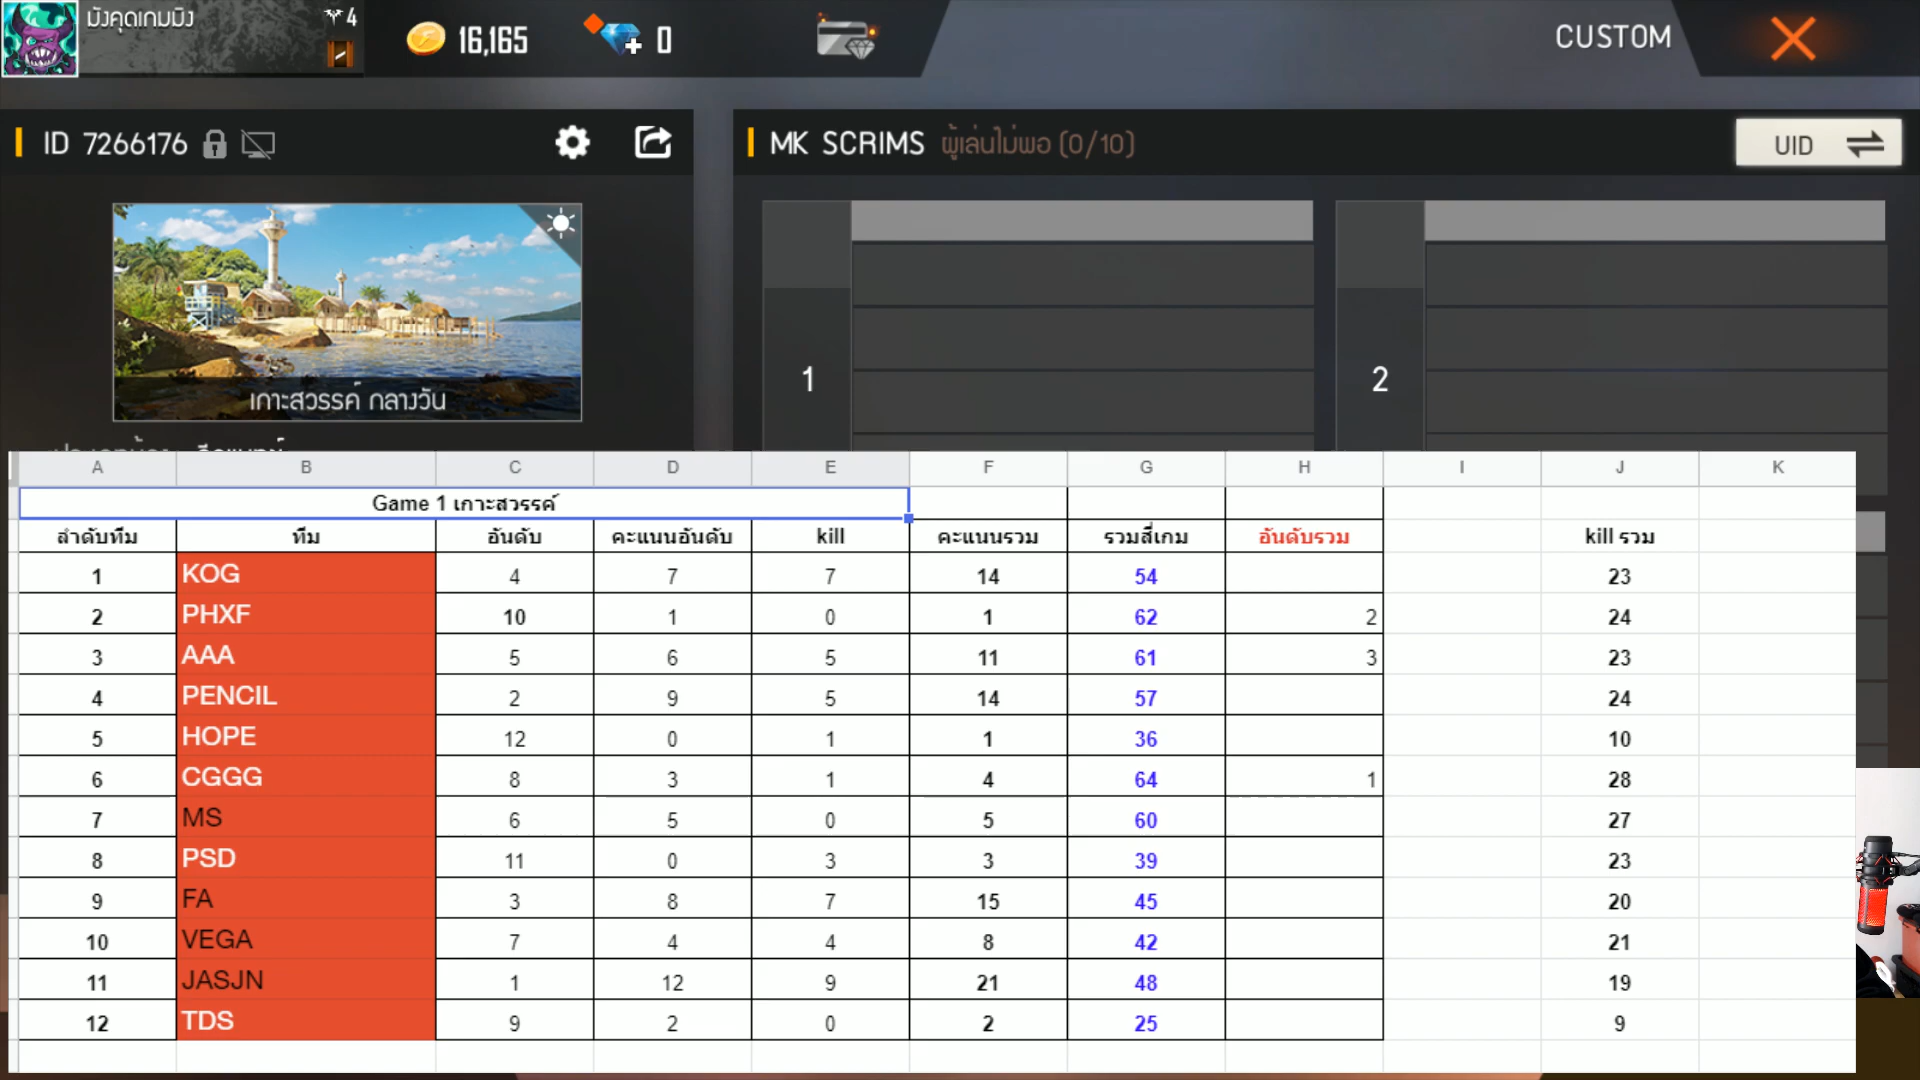 มังคุดเกมมิง
4
16,165
0
CUSTOM
ID 7266176
MK SCRIMS ผู้เล่นไม่พอ (0/10)
UID
เกาะสวรรค์ กลางวัน
1
2
A B C D E F G H I J K
Game 1 เกาะสวรรค์
ลำดับทีม ทีม อันดับ คะแนนอันดับ kill คะแนนรวม รวมสี่เกม อันดับรวม kill รวม
1 KOG 4 7 7 14 54 23
2 PHXF 10 1 0 1 62 2 24
3 AAA 5 6 5 11 61 3 23
4 PENCIL 2 9 5 14 57 24
5 HOPE 12 0 1 1 36 10
6 CGGG 8 3 1 4 64 1 28
7 MS 6 5 0 5 60 27
8 PSD 11 0 3 3 39 23
9 FA 3 8 7 15 45 20
10 VEGA 7 4 4 8 42 21
11 JASJN 1 12 9 21 48 19
12 TDS 9 2 0 2 25 9